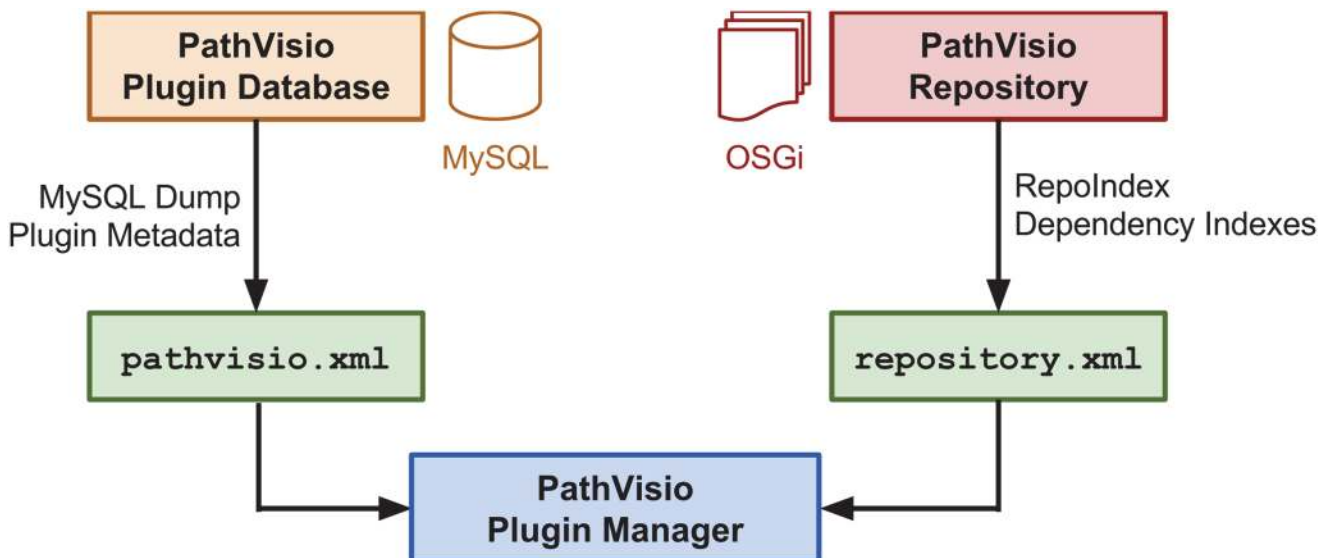 PathVisio
Plugin Database
MySQL
OSGi
PathVisio
Repository
MySQL Dump
Plugin Metadata
RepoIndex
Dependency Indexes
pathvisio.xml
repository.xml
PathVisio
Plugin Manager